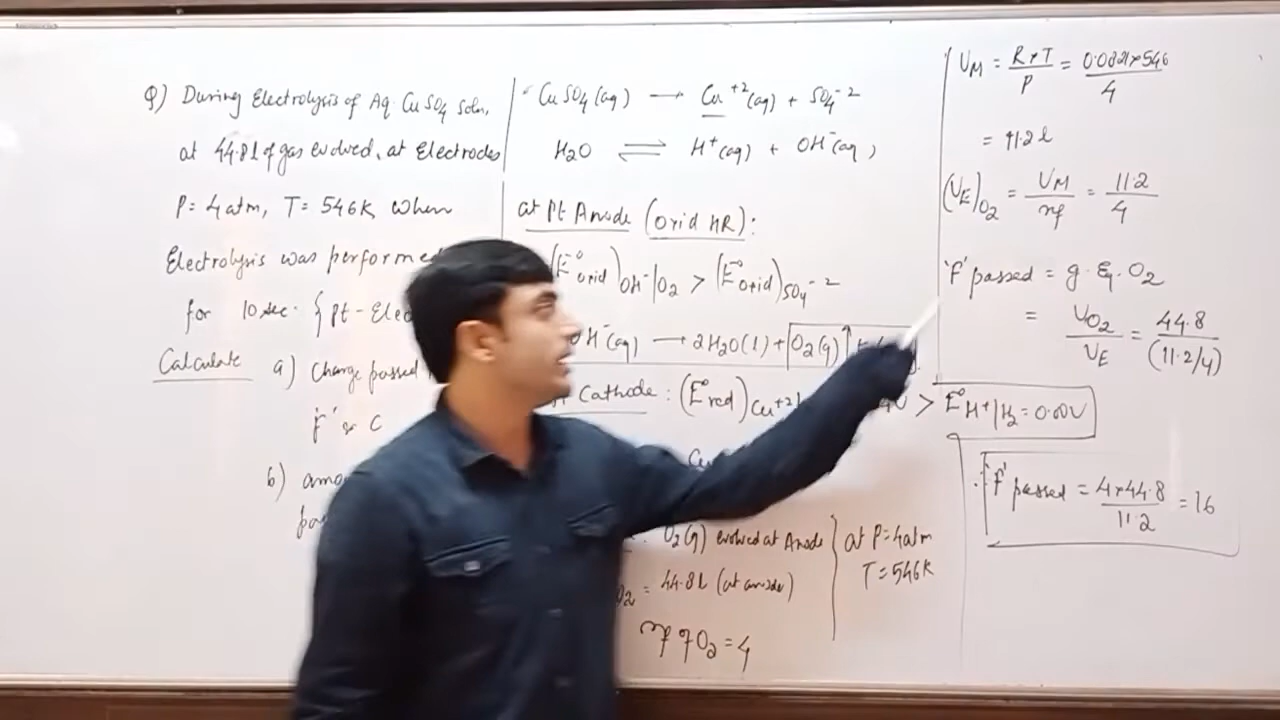 Q) During Electrolysis of Aq. CuSO4 soln,
at 44.8 l of gas evolved, at Electrodes
P = 4 atm, T = 546 K, when
Electrolysis was performed
for 10 sec. { Pt - Elec
Calculate a) Charge passed
'F' & C
b) amo
pa
CuSO4 (aq) → Cu+2 (aq) + SO4-2
H2O ⇌ H+(aq) + OH-(aq)
at Pt Anode (Oxid HR):
(E°oxid)OH-/O2 > (E°oxid)SO4-2
OH-(aq) → 2H2O(l) + O2(g)↑
Cathode : (E°red)Cu+2/ > E°H+/H2 = 0.00V
Cu
O2(g) evolved at Anode
O2 = 44.8 l (at anode)
nf of O2 = 4
at P = 4 atm
T = 546 K
VM = R×T/P = 0.0821×546/4
= 11.2 l
(VE)O2 = VM/nf = 11.2/4
'F' passed = g. Eq. O2
= VO2/VE = 44.8/(11.2/4)
∴ 'F' passed = 4×44.8/11.2 = 16